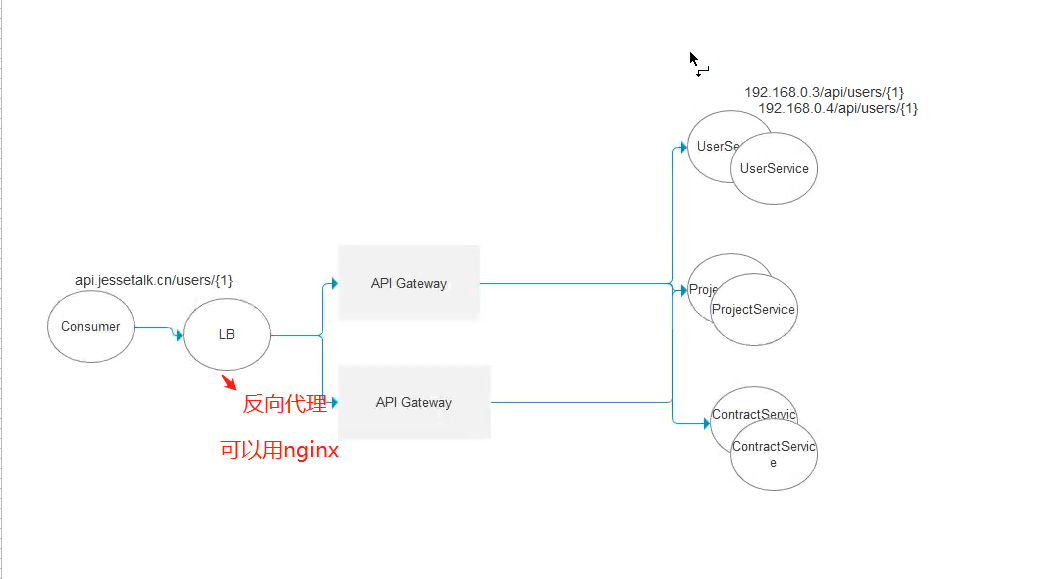 192.168.0.3/api/users/{1}
192.168.0.4/api/users/{1}
UserSe
UserService
api.jessetalk.cn/users/{1}
Consumer
LB
API Gateway
API Gateway
Proje
ProjectService
反向代理
可以用nginx
ContractServic
ContractServic
e